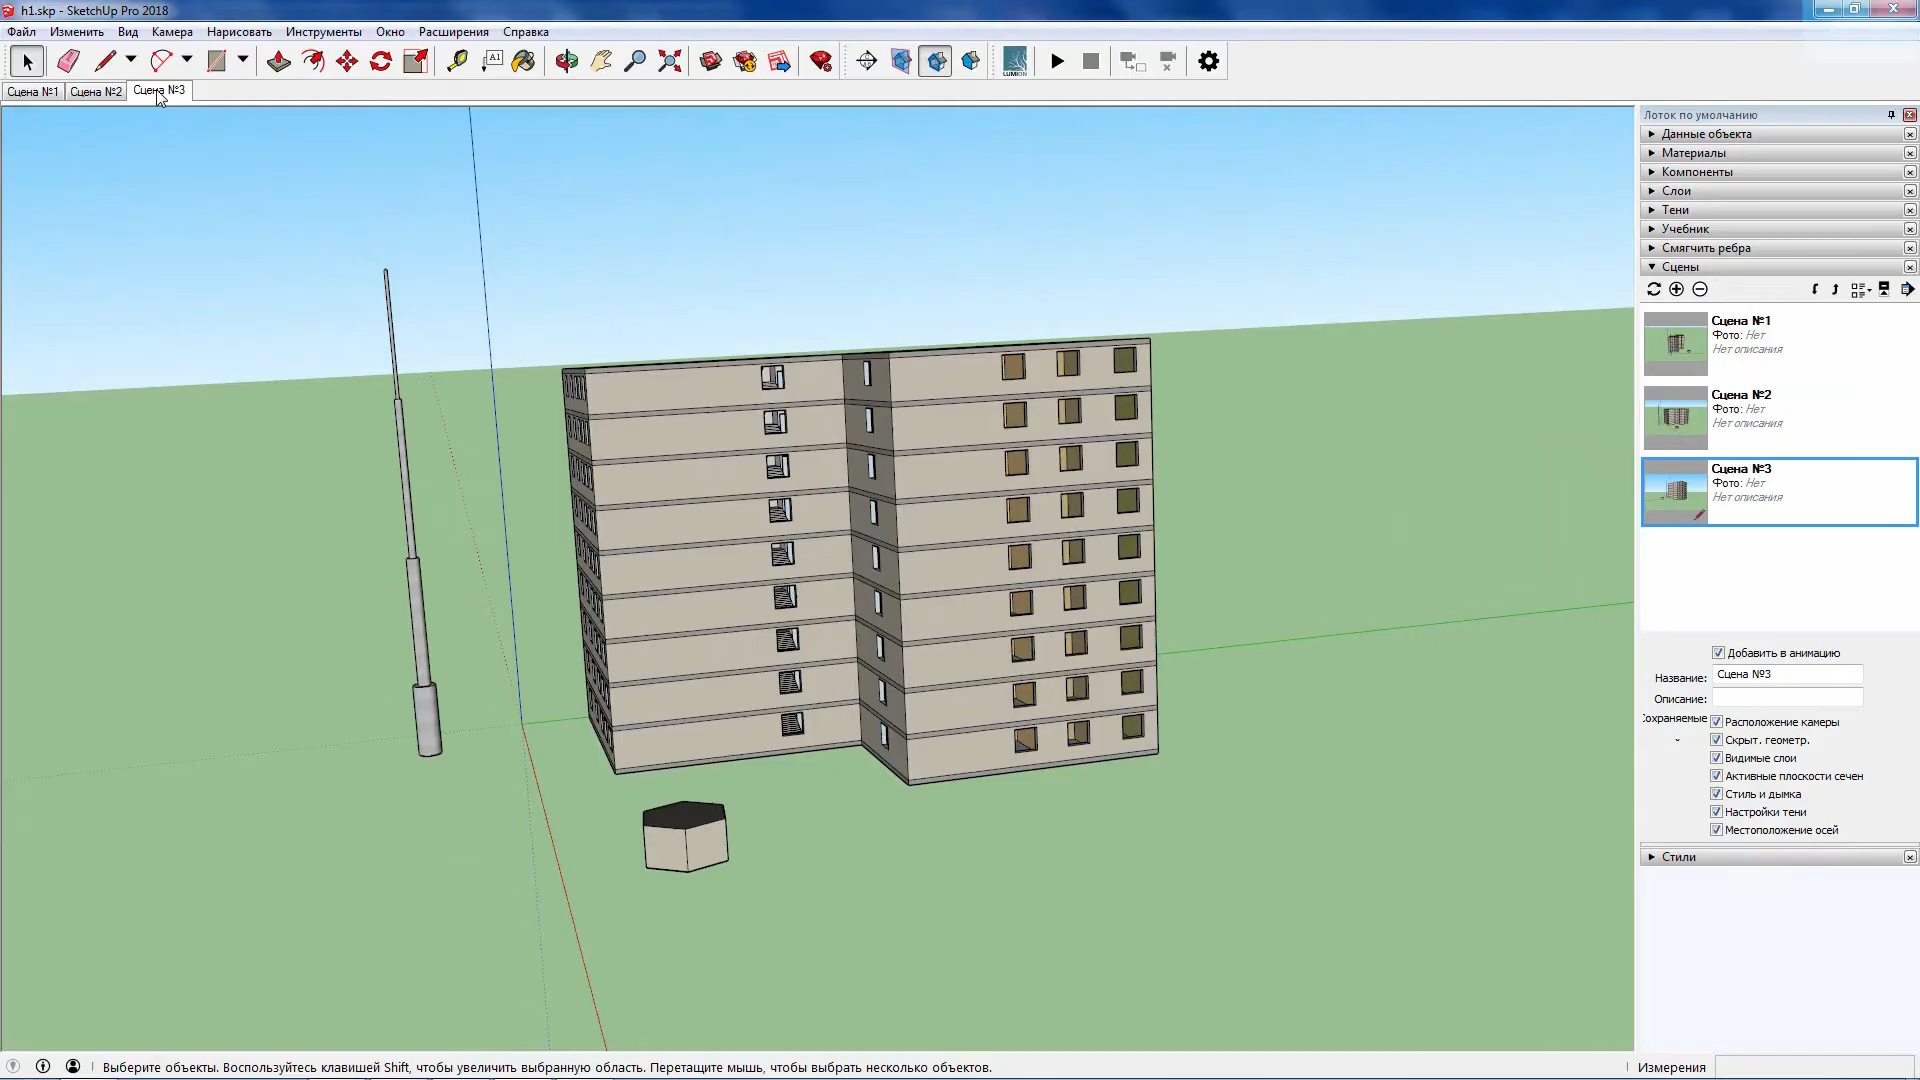 h1.skp - SketchUp Pro 2018
Файл Изменить Вид Камера Нарисовать Инструменты Окно Расширения Справка
A1
LUMION
Сцена №1 Сцена №2 Сцена №3
Лоток по умолчанию
Данные объекта
Материалы
Компоненты
Слои
Тени
Учебник
Смягчить ребра
Сцены
Сцена №1
Фото: Нет
Нет описания
Сцена №2
Фото: Нет
Нет описания
Сцена №3
Фото: Нет
Нет описания
Добавить в анимацию
Название: Сцена №3
Описание:
Сохраняемые
Расположение камеры
Скрыт. геометр.
Видимые слои
Активные плоскости сечен
Стиль и дымка
Настройки тени
Местоположение осей
Стили
Выберите объекты. Воспользуйтесь клавишей Shift, чтобы увеличить выбранную область. Перетащите мышь, чтобы выбрать несколько объектов.
Измерения